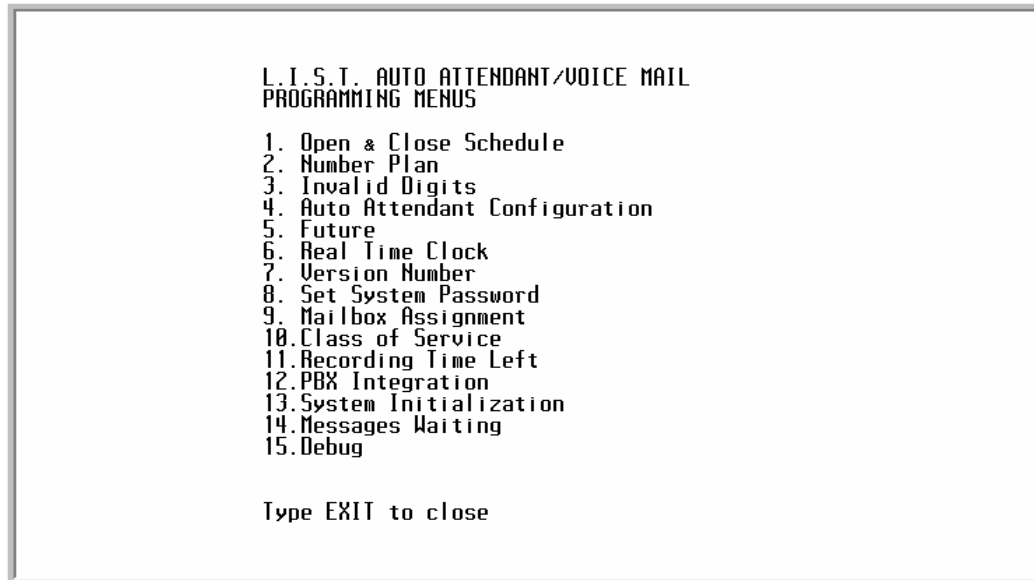 L.I.S.T. AUTO ATTENDANT/VOICE MAIL
PROGRAMMING MENUS
1. Open & Close Schedule
2. Number Plan
3. Invalid Digits
4. Auto Attendant Configuration
5. Future
6. Real Time Clock
7. Version Number
8. Set System Password
9. Mailbox Assignment
10.Class of Service
11.Recording Time Left
12.PBX Integration
13.System Initialization
14.Messages Waiting
15.Debug
Type EXIT to close